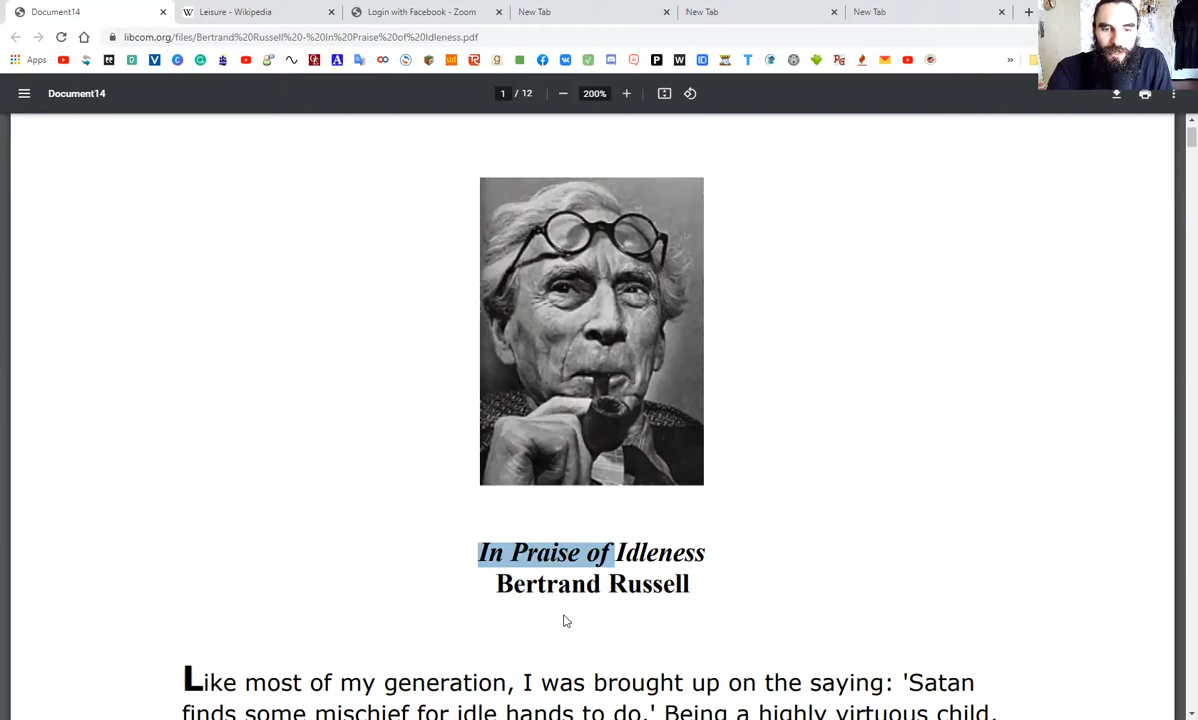 Document14
Leisure - Wikipedia
Login with Facebook - Zoom
New Tab
New Tab
New Tab
libcom.org/files/Bertrand%20Russell%20-%20In%20Praise%20of%20Idleness.pdf
Apps
Document14
1 / 12
200%
In Praise of Idleness
Bertrand Russell
Like most of my generation, I was brought up on the saying: 'Satan
finds some mischief for idle hands to do.' Being a highly virtuous child,